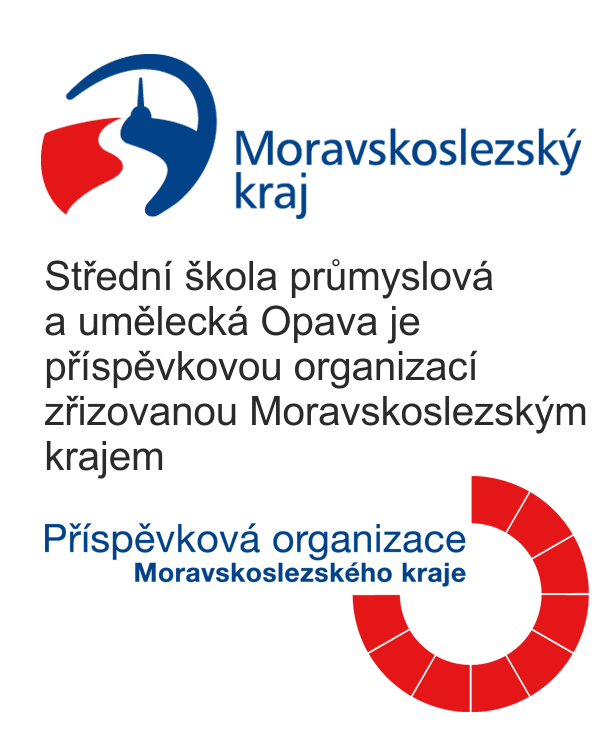 Moravskoslezský
kraj
Střední škola průmyslová
a umělecká Opava je
příspěvkovou organizací
zřizovanou Moravskoslezským
krajem
Příspěvková organizace
Moravskoslezského kraje